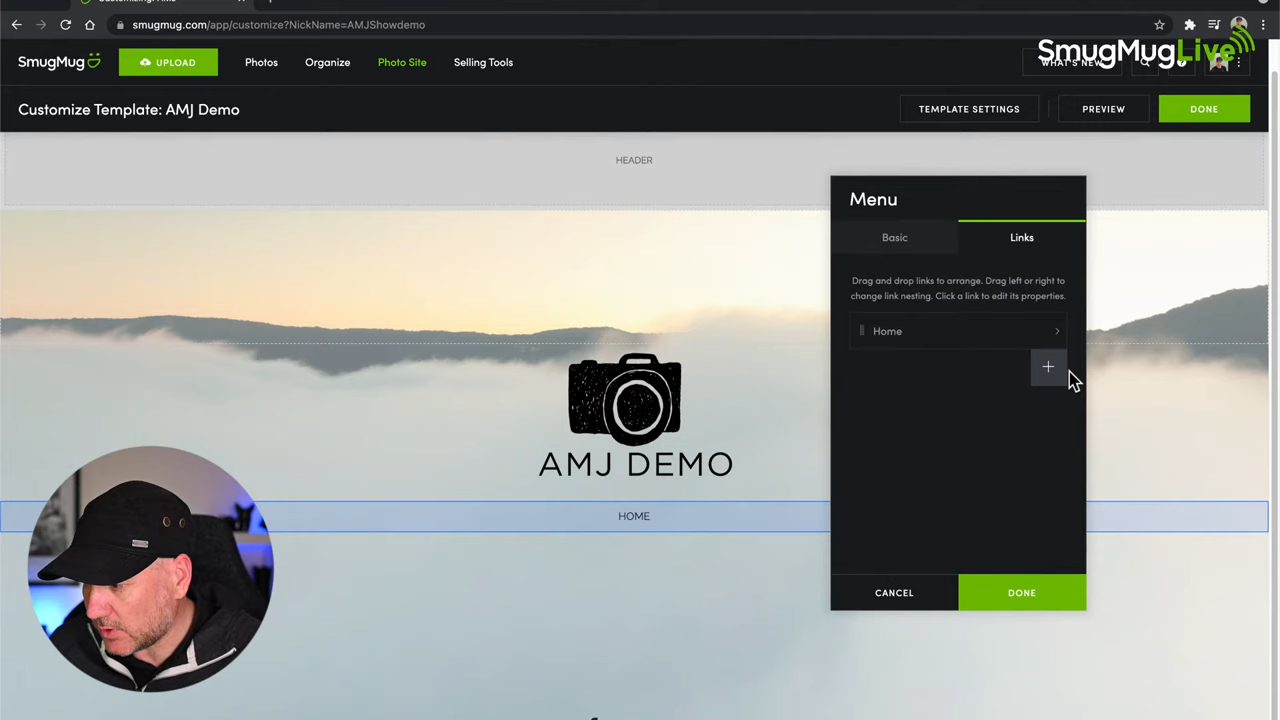 Customizing: AMJ
smugmug.com/app/customize?NickName=AMJShowdemo
SmugMug UPLOAD Photos Organize Photo Site Selling Tools WHAT'S NEW
SmugMugLive
Customize Template: AMJ Demo TEMPLATE SETTINGS PREVIEW DONE
HEADER
Menu
Basic Links
Drag and drop links to arrange. Drag left or right to
change link nesting. Click a link to edit its properties.
Home
AMJ DEMO
HOME
CANCEL DONE